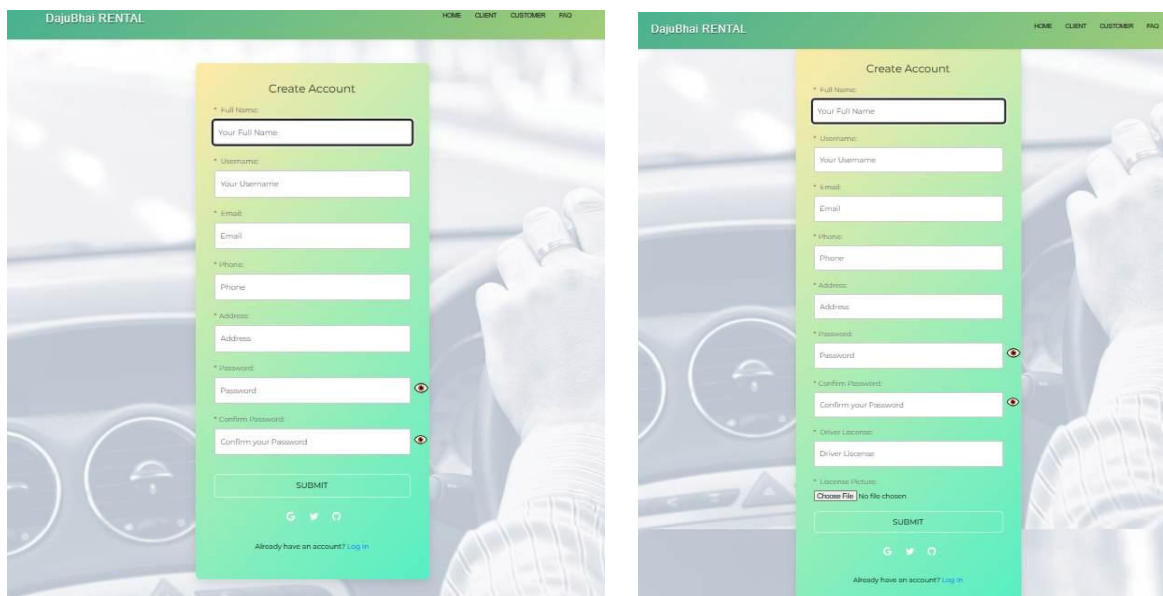 DajuBhai RENTAL
HOME CLIENT CUSTOMER FAQ
Create Account
* Full Name:
Your Full Name
* Username:
Your Username
* Email:
Email
* Phone:
Phone
* Address:
Address
* Password:
Password
* Confirm Password:
Confirm your Password
SUBMIT
Already have an account? Log in
DajuBhai RENTAL
HOME CLIENT CUSTOMER FAQ
Create Account
* Full Name:
Your Full Name
* Username:
Your Username
* Email:
Email
* Phone:
Phone
* Address:
Address
* Password:
Password
* Confirm Password:
Confirm your Password
* Driver Liscense:
Driver Liscense
* Liscense Picture:
Choose File No file chosen
SUBMIT
Already have an account? Log in